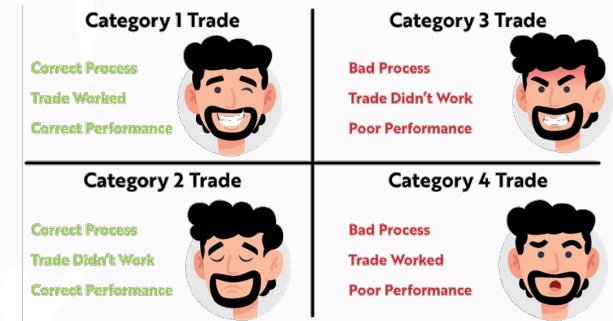 Category 1 Trade
Correct Process
Trade Worked
Correct Performance
Category 3 Trade
Bad Process
Trade Didn't Work
Poor Performance
Category 2 Trade
Correct Process
Trade Didn't Work
Correct Performance
Category 4 Trade
Bad Process
Trade Worked
Poor Performance